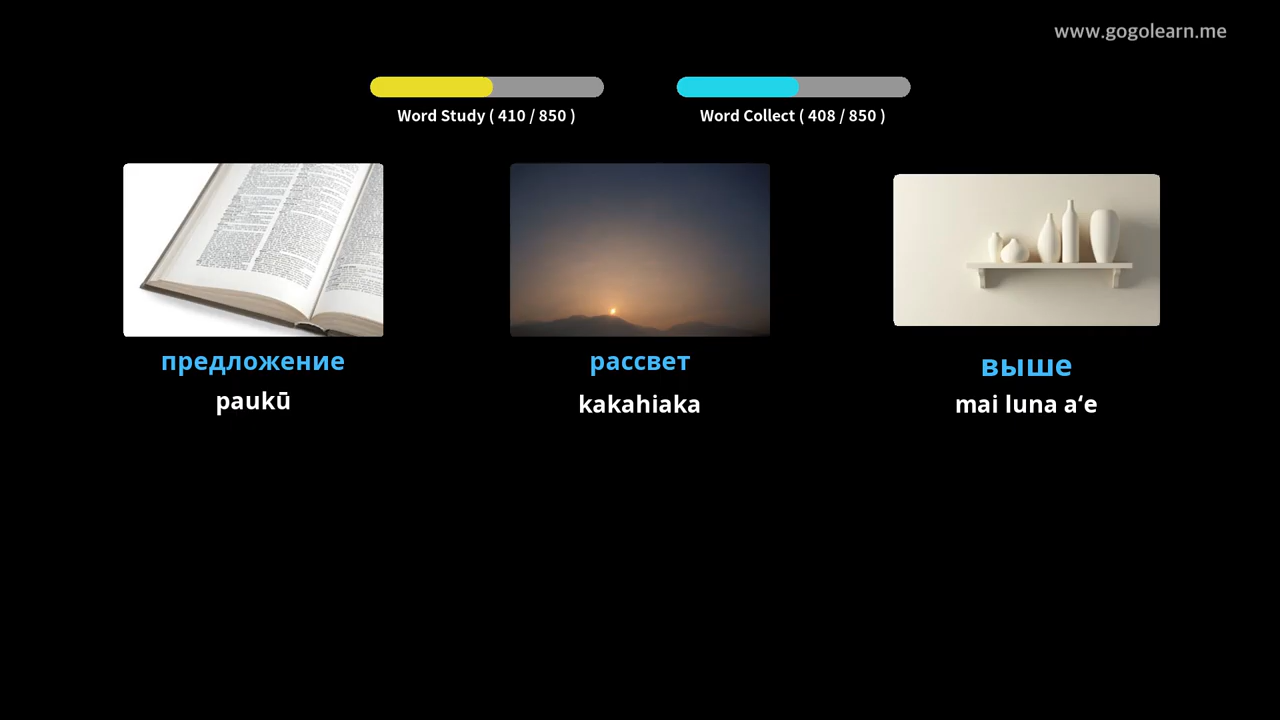 www.gogolearn.me
Word Study ( 410 / 850 )
Word Collect ( 408 / 850 )
предложение
paukū
рассвет
kakahiaka
выше
mai luna aʻe